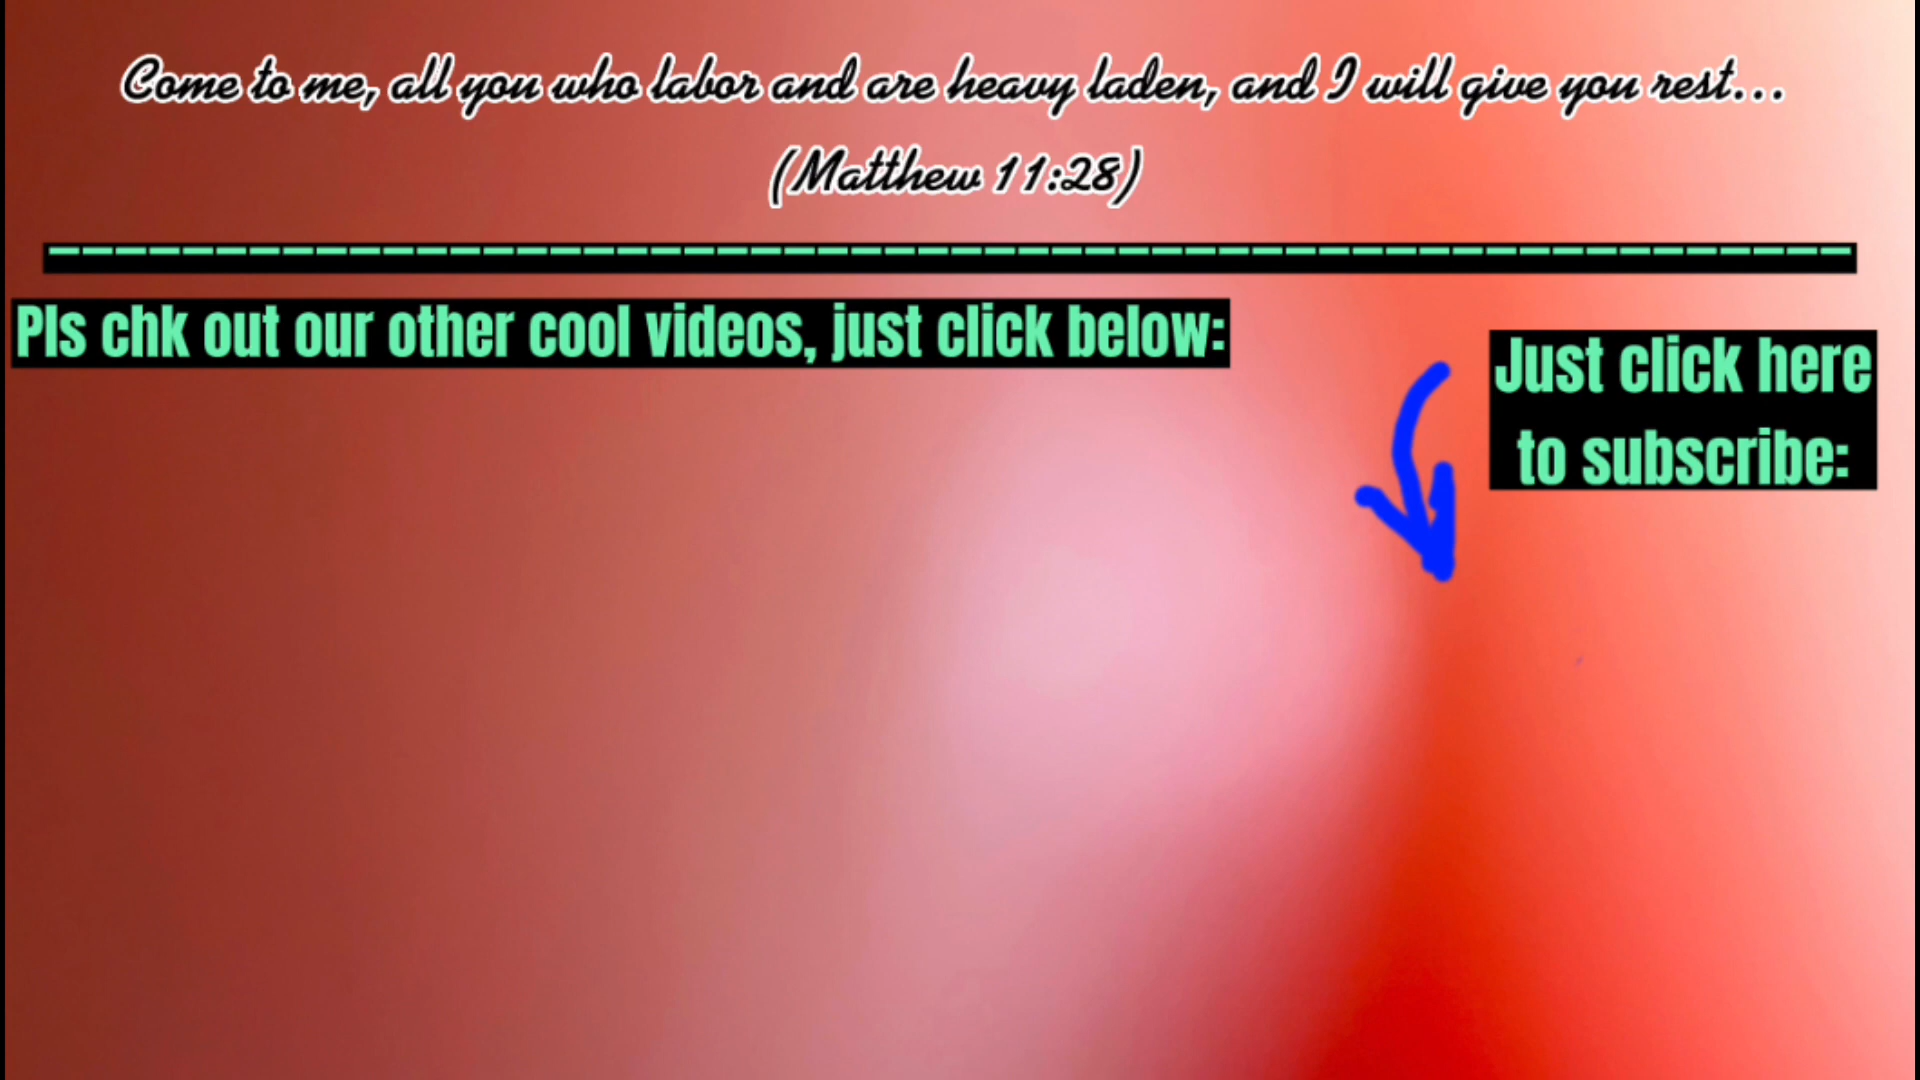 Come to me, all you who labor and are heavy laden, and I will give you rest...
(Matthew 11:28)
Pls chk out our other cool videos, just click below:
Just click here
to subscribe: